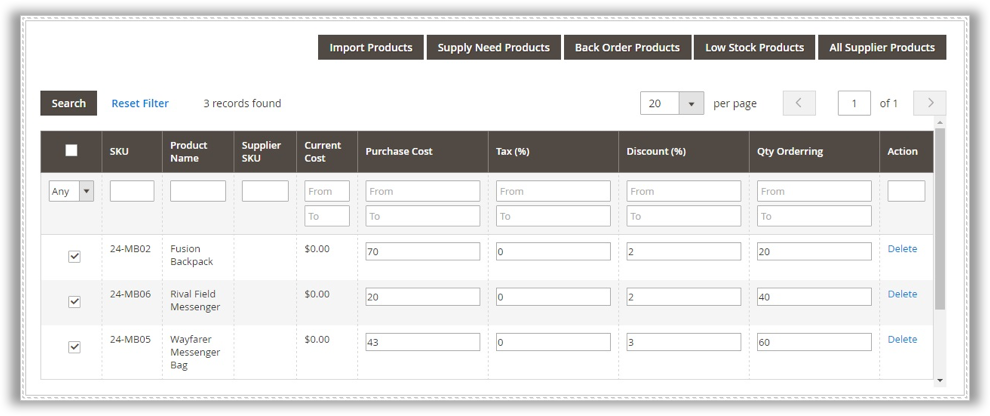 Import Products Supply Need Products Back Order Products Low Stock Products All Supplier Products
Search Reset Filter 3 records found 20 per page 1 of 1
SKU Product Name Supplier SKU Current Cost Purchase Cost Tax (%) Discount (%) Qty Orderring Action
Any From From From From From
To To To To To
24-MB02 Fusion Backpack $0.00 70 0 2 20 Delete
24-MB06 Rival Field Messenger $0.00 20 0 2 40 Delete
24-MB05 Wayfarer Messenger Bag $0.00 43 0 3 60 Delete